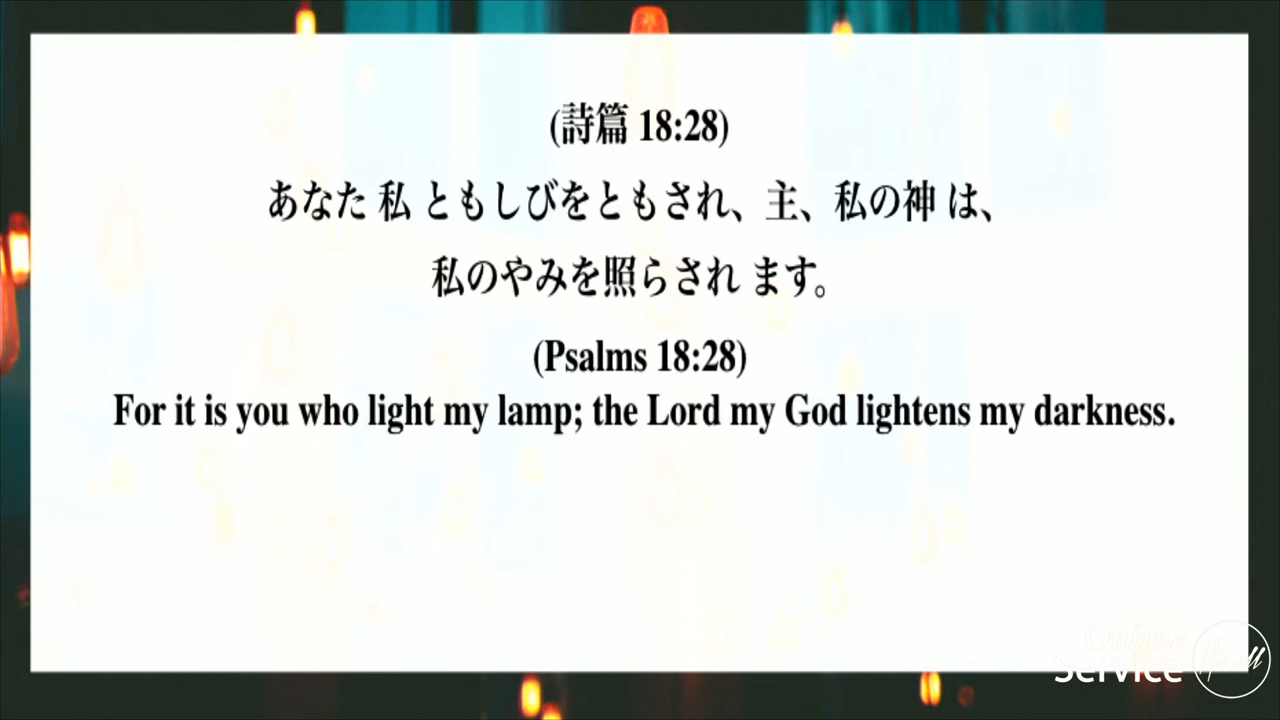 (詩篇 18:28)
あなた 私 ともしびをともされ、主、私の神 は、
私のやみを照らされ ます。
(Psalms 18:28)
For it is you who light my lamp; the Lord my God lightens my darkness.
Service